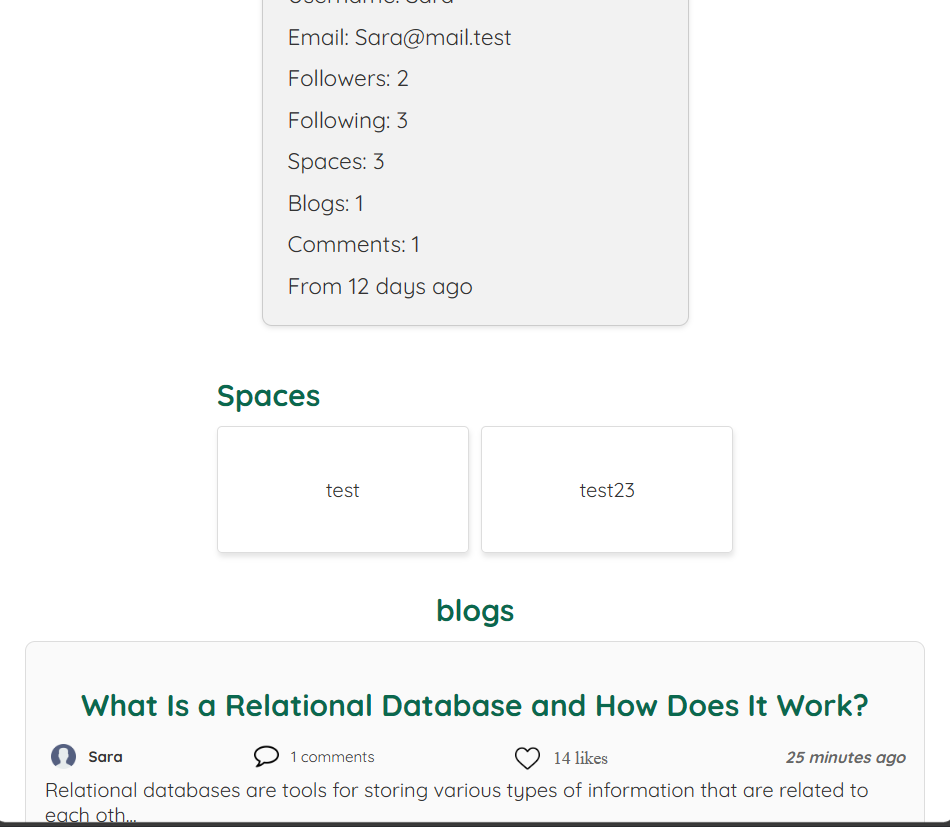 Username: Sara
Email: Sara@mail.test
Followers: 2
Following: 3
Spaces: 3
Blogs: 1
Comments: 1
From 12 days ago
Spaces
test
test23
blogs
What Is a Relational Database and How Does It Work?
Sara
1 comments
14 likes
25 minutes ago
Relational databases are tools for storing various types of information that are related to
each oth...